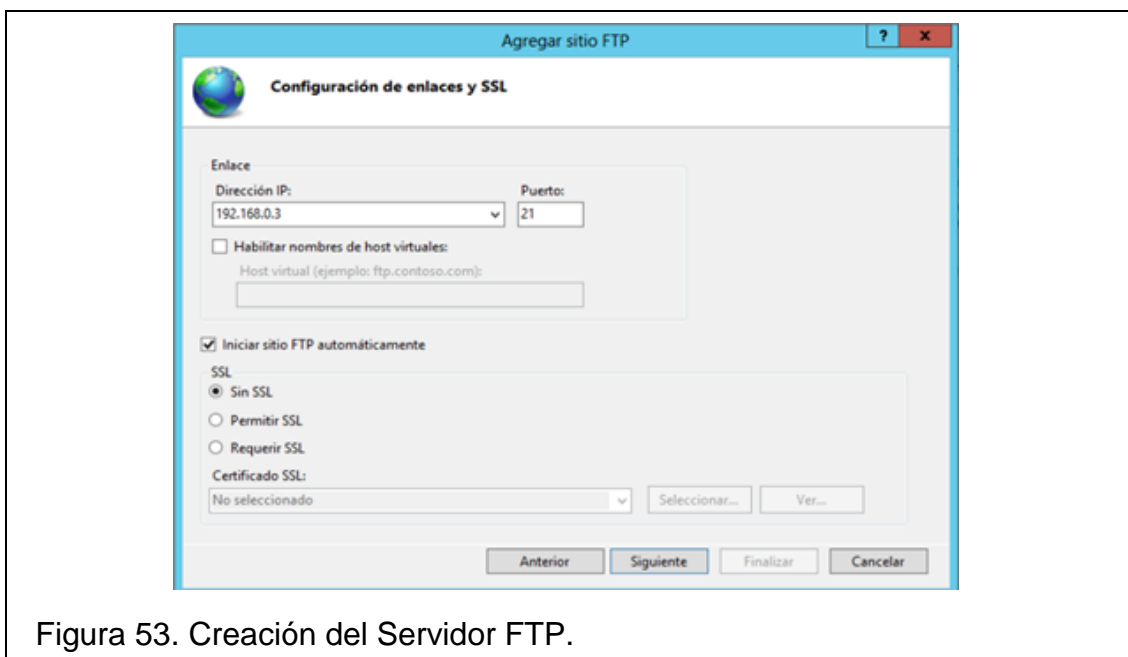 Agregar sitio FTP
? x
Configuración de enlaces y SSL
Enlace
Dirección IP: Puerto:
192.168.0.3 21
Habilitar nombres de host virtuales:
Host virtual (ejemplo: ftp.contoso.com):
Iniciar sitio FTP automáticamente
SSL
Sin SSL
Permitir SSL
Requerir SSL
Certificado SSL:
No seleccionado Seleccionar... Ver...
Anterior Siguiente Finalizar Cancelar
Figura 53. Creación del Servidor FTP.